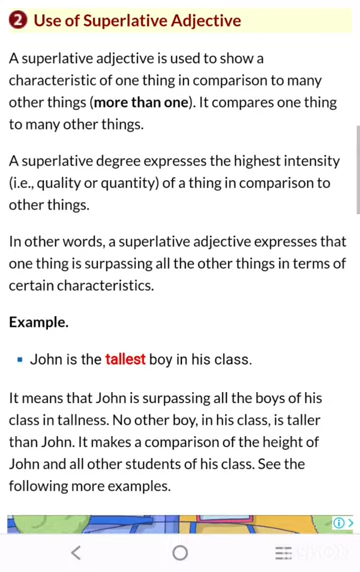 2 Use of Superlative Adjective
A superlative adjective is used to show a
characteristic of one thing in comparison to many
other things (more than one). It compares one thing
to many other things.
A superlative degree expresses the highest intensity
(i.e., quality or quantity) of a thing in comparison to
other things.
In other words, a superlative adjective expresses that
one thing is surpassing all the other things in terms of
certain characteristics.
Example.
▪ John is the tallest boy in his class.
It means that John is surpassing all the boys of his
class in tallness. No other boy, in his class, is taller
than John. It makes a comparison of the height of
John and all other students of his class. See the
following more examples.